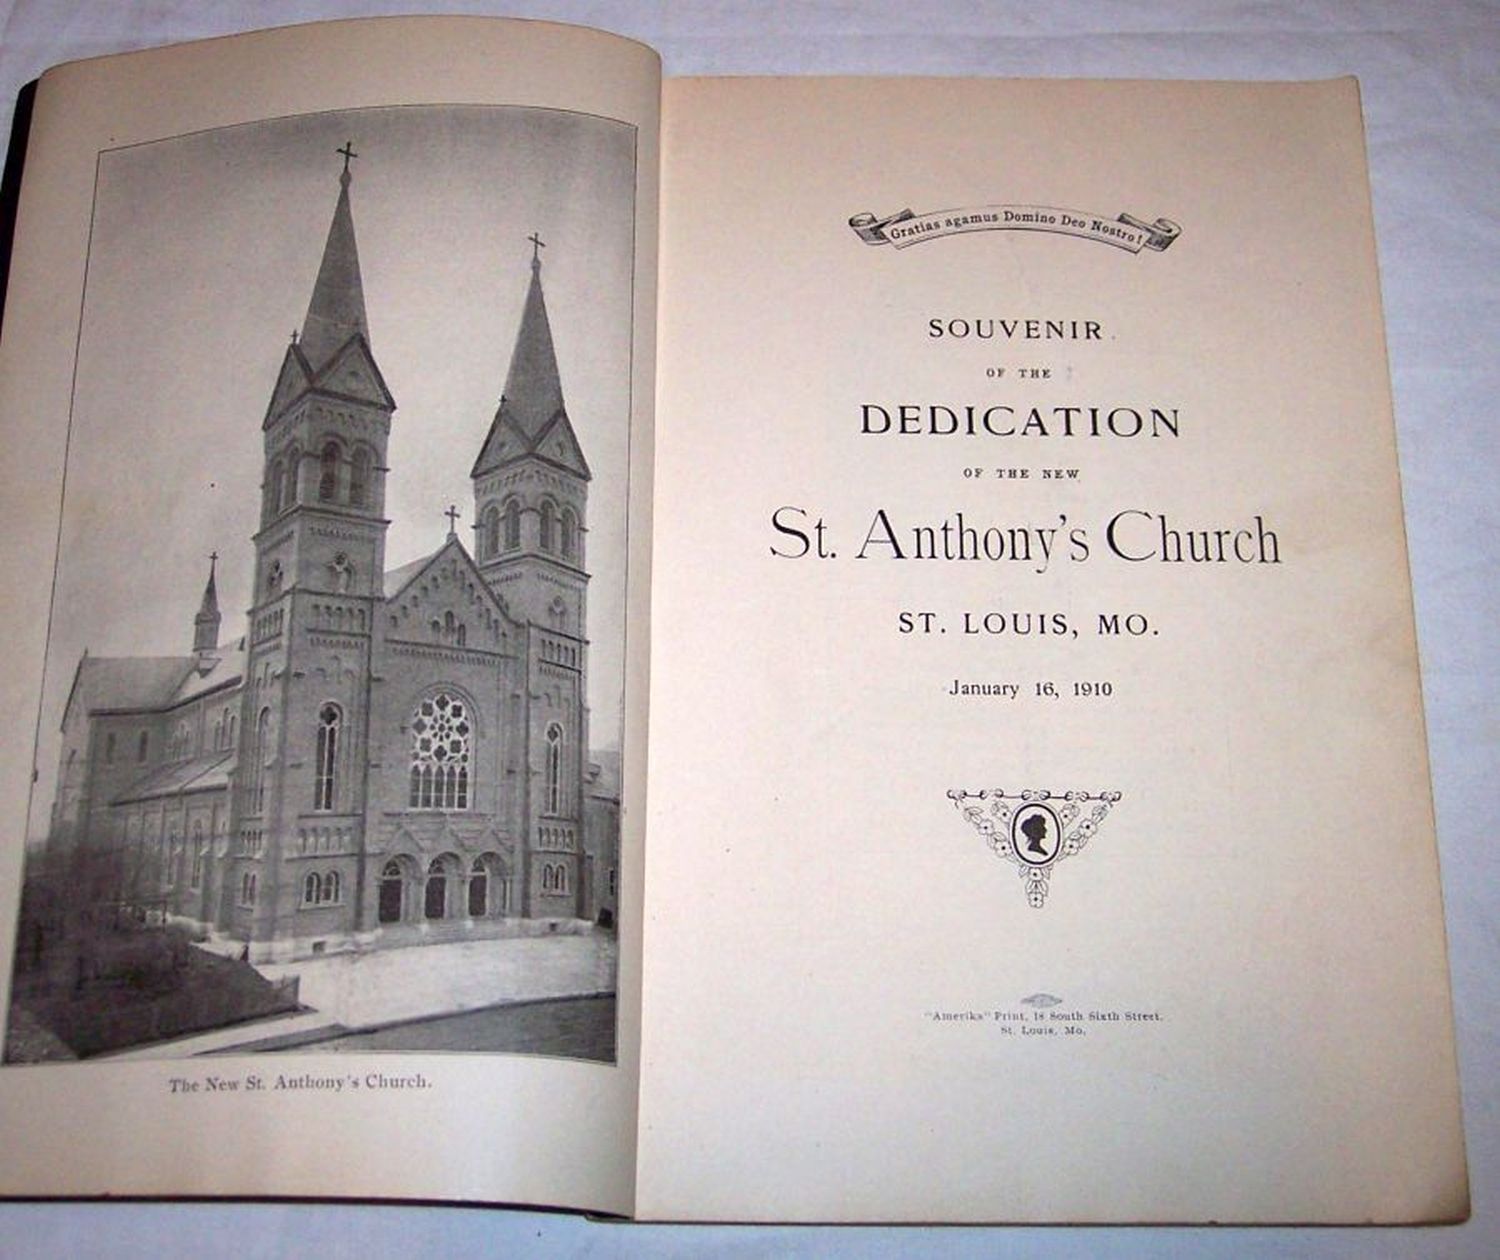 The New St. Anthony's Church.
Gratias agamus Domino Deo Nostro!
SOUVENIR
OF THE
DEDICATION
OF THE NEW
St. Anthony's Church
ST. LOUIS, MO.
January 16, 1910
"Amerika" Print, 18 South Sixth Street.
St. Louis, Mo.